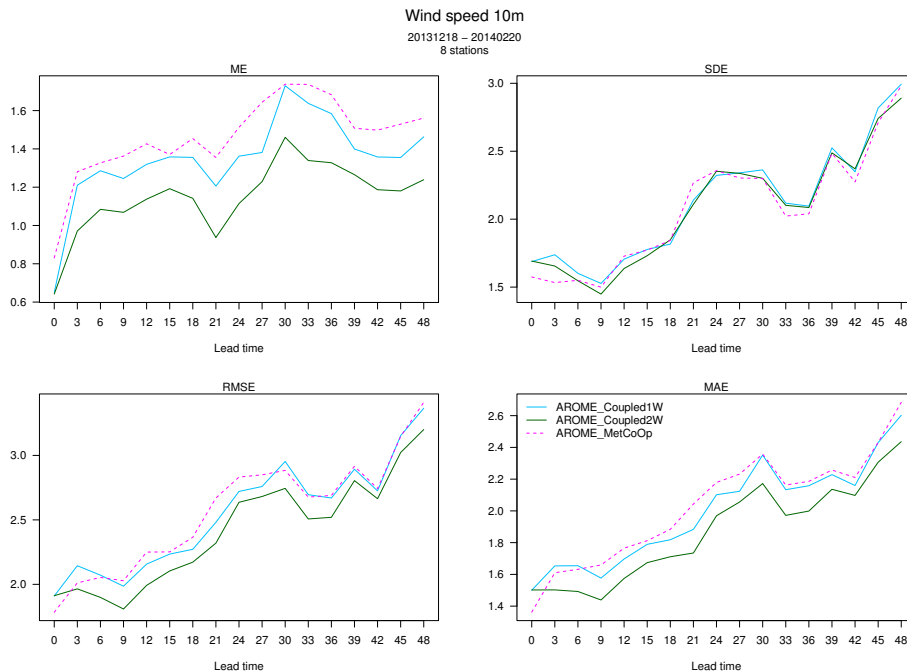 Wind speed 10m
20131218 − 20140220
8 stations
ME
1.6
1.4
1.2
1.0
0.8
0.6
0 3 6 9 12 15 18 21 24 27 30 33 36 39 42 45 48
Lead time
SDE
3.0
2.5
2.0
1.5
0 3 6 9 12 15 18 21 24 27 30 33 36 39 42 45 48
Lead time
RMSE
3.0
2.5
2.0
0 3 6 9 12 15 18 21 24 27 30 33 36 39 42 45 48
Lead time
MAE
AROME_Coupled1W
AROME_Coupled2W
AROME_MetCoOp
2.6
2.4
2.2
2.0
1.8
1.6
1.4
0 3 6 9 12 15 18 21 24 27 30 33 36 39 42 45 48
Lead time